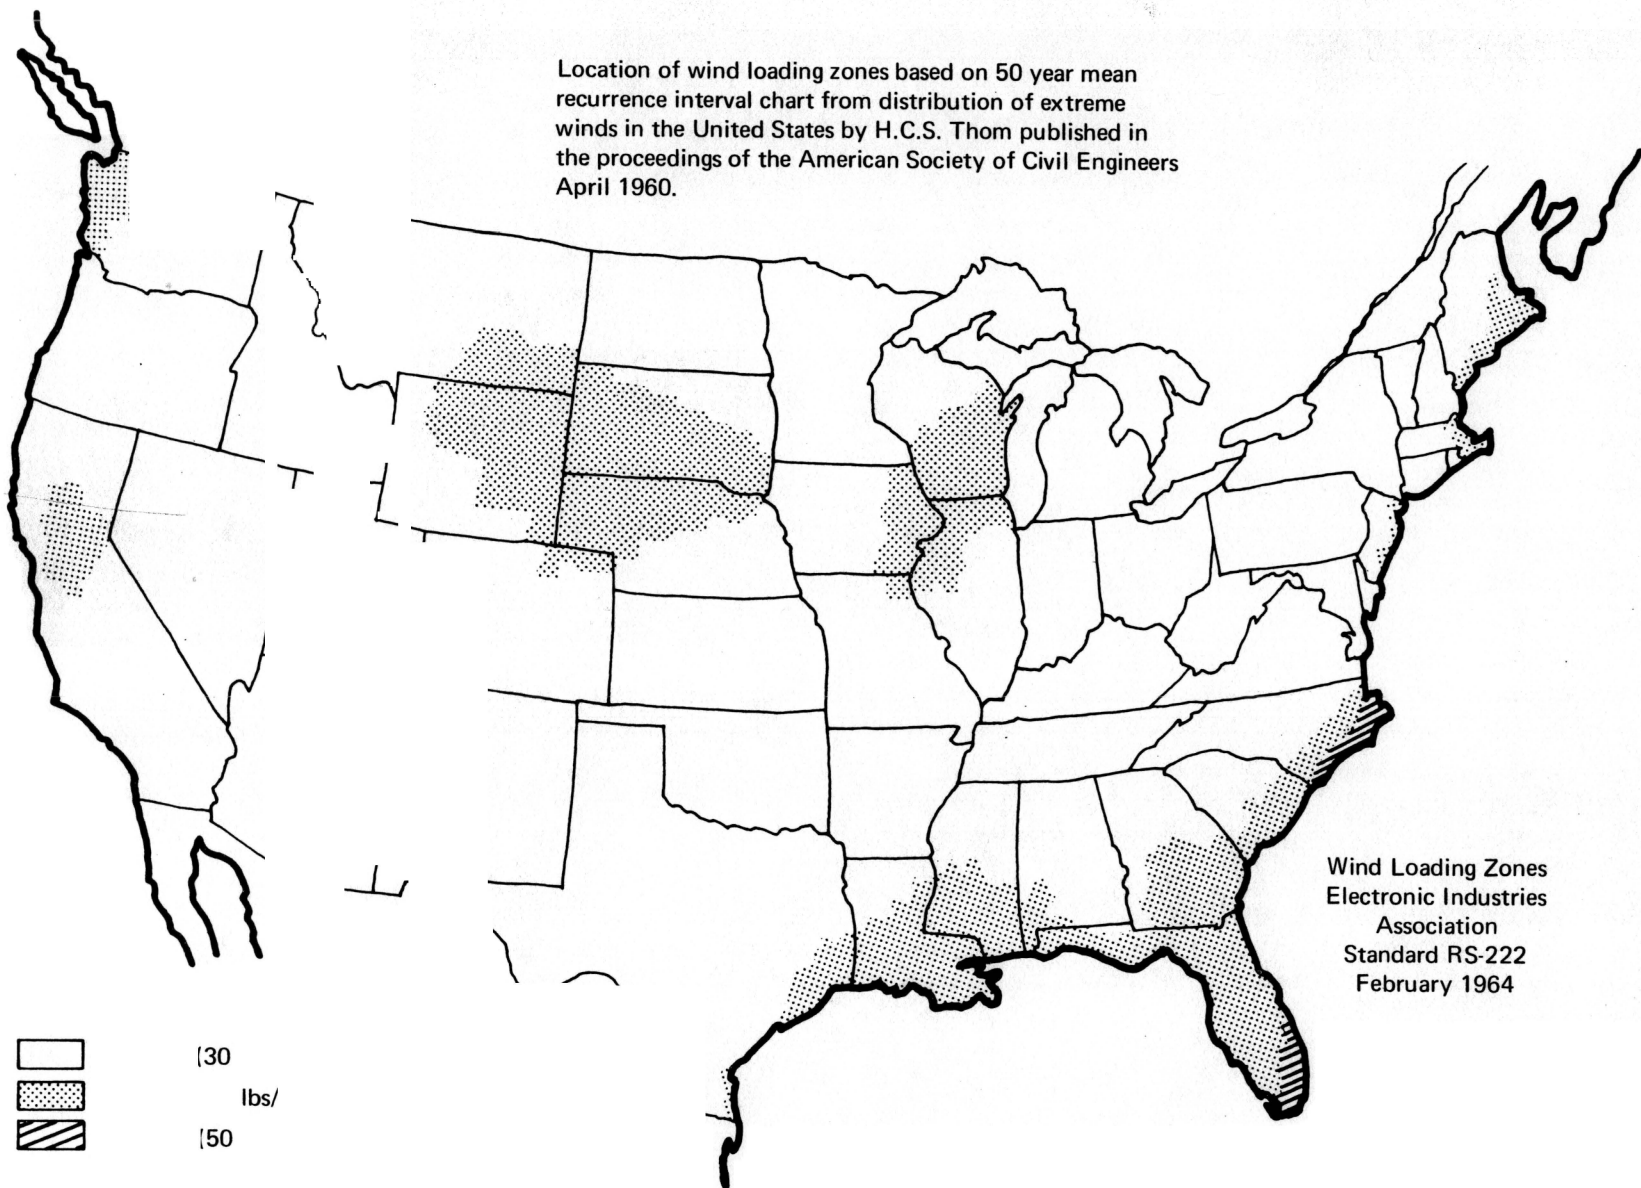 Location of wind loading zones based on 50 year mean
recurrence interval chart from distribution of extreme
winds in the United States by H.C.S. Thom published in
the proceedings of the American Society of Civil Engineers
April 1960.
Wind Loading Zones
Electronic Industries
Association
Standard RS-222
February 1964
(30
lbs/
(50